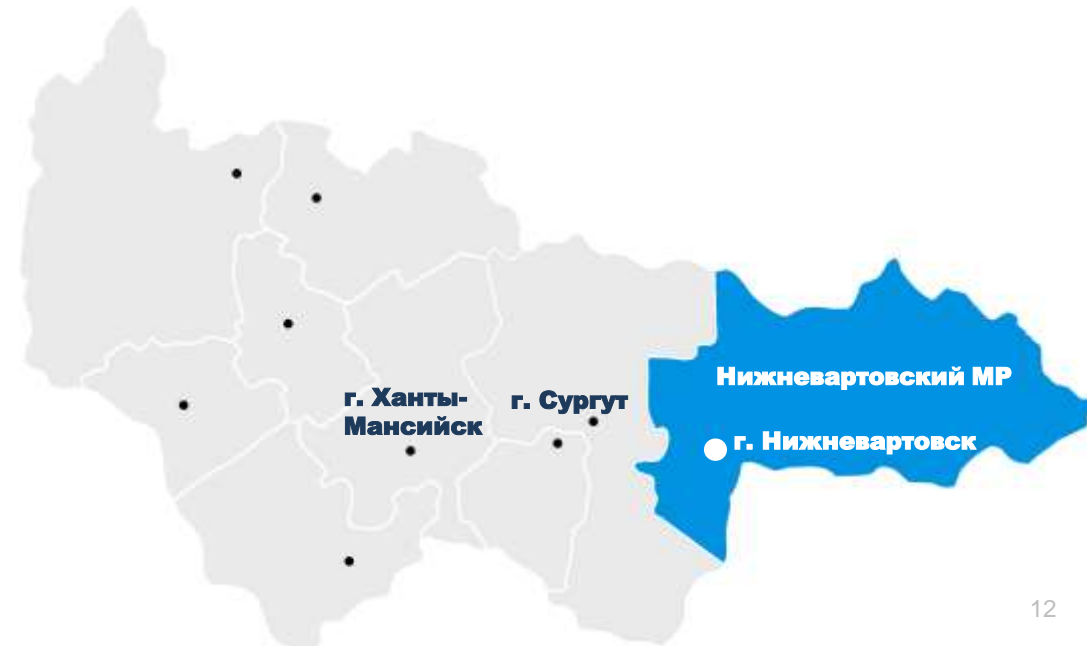 Нижневартовский МР
г. Ханты-
Мансийск
г. Сургут
г. Нижневартовск
12